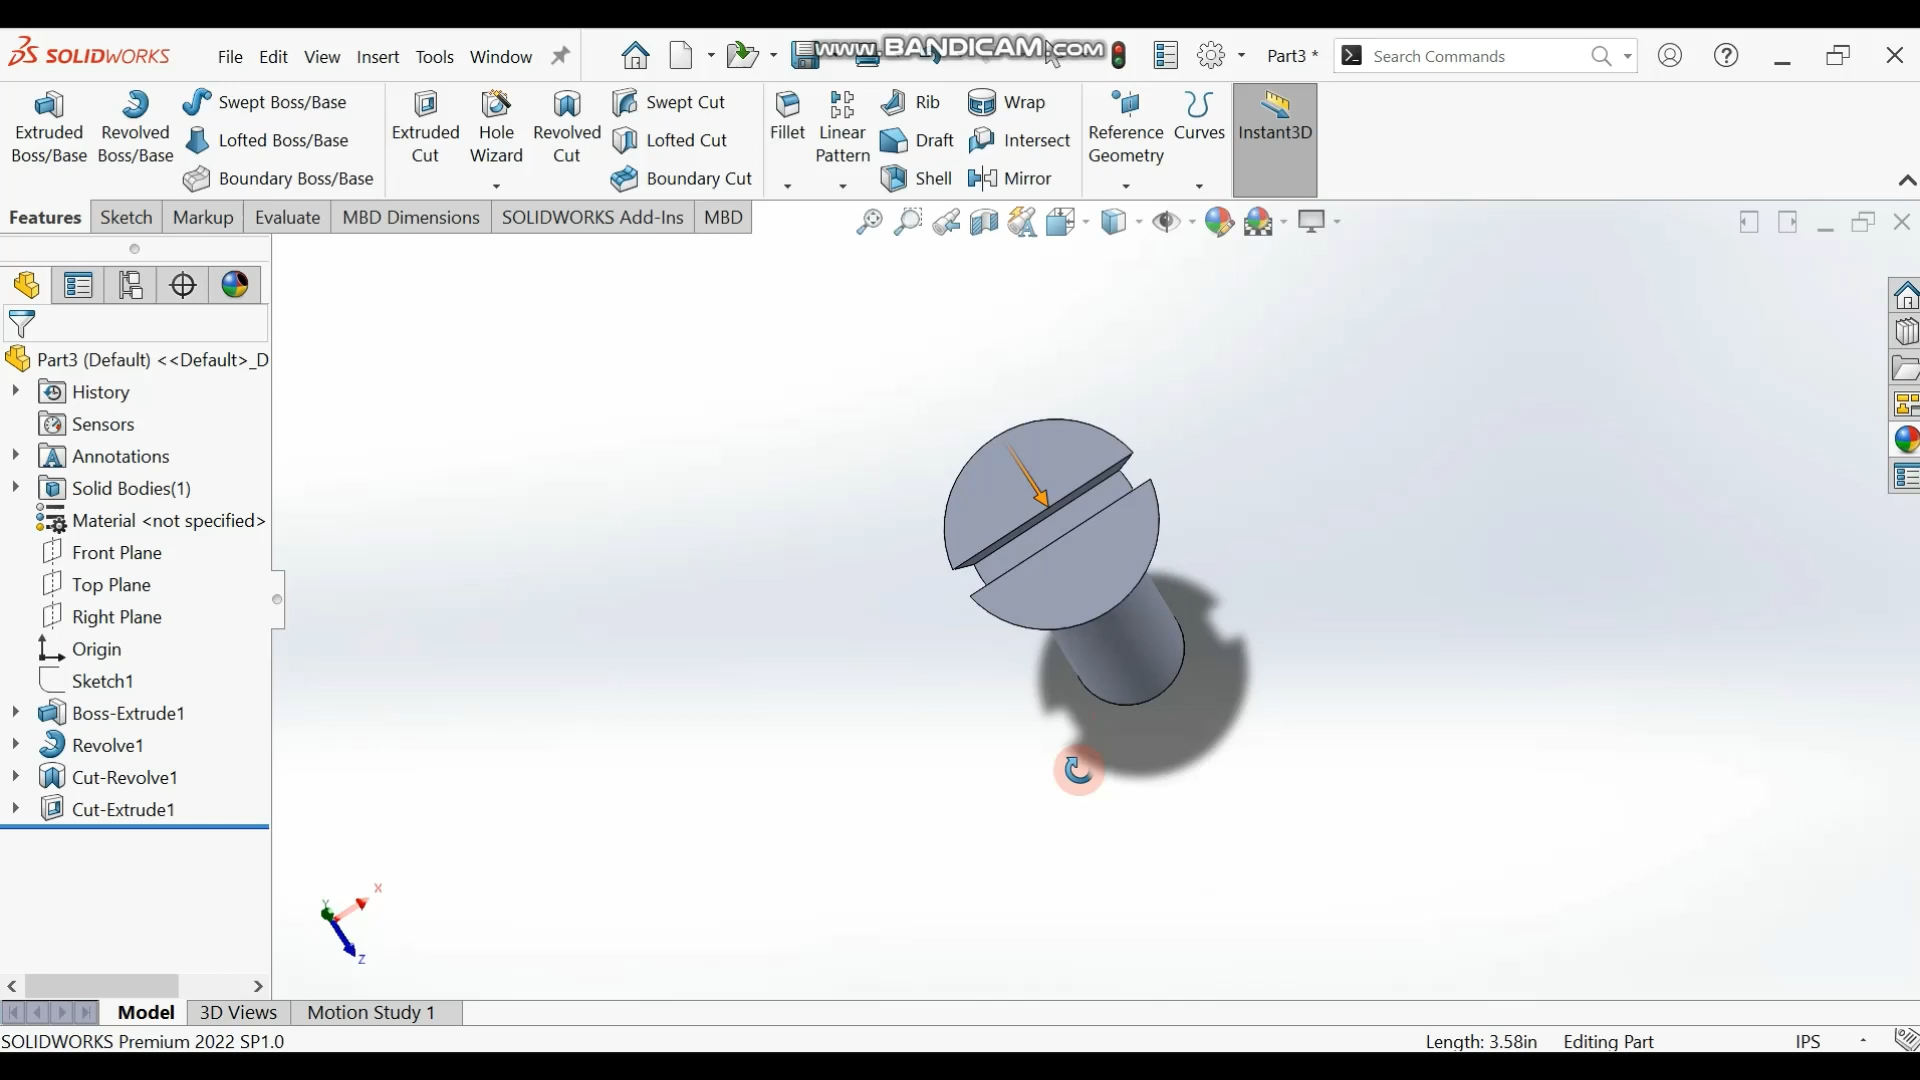 SOLIDWORKS File Edit View Insert Tools Window www.BANDICAM.COM Part3 * Search Commands
Extruded Boss/Base
Revolved Boss/Base
Swept Boss/Base
Lofted Boss/Base
Boundary Boss/Base
Extruded Cut
Hole Wizard
Revolved Cut
Swept Cut
Lofted Cut
Boundary Cut
Fillet
Linear Pattern
Rib
Draft
Shell
Wrap
Intersect
Mirror
Reference Geometry
Curves
Instant3D
Features Sketch Markup Evaluate MBD Dimensions SOLIDWORKS Add-Ins MBD
Part3 (Default) <<Default>_D
History
Sensors
Annotations
Solid Bodies(1)
Material <not specified>
Front Plane
Top Plane
Right Plane
Origin
Sketch1
Boss-Extrude1
Revolve1
Cut-Revolve1
Cut-Extrude1
X
Y
Z
Model 3D Views Motion Study 1
SOLIDWORKS Premium 2022 SP1.0 Length: 3.58in Editing Part IPS